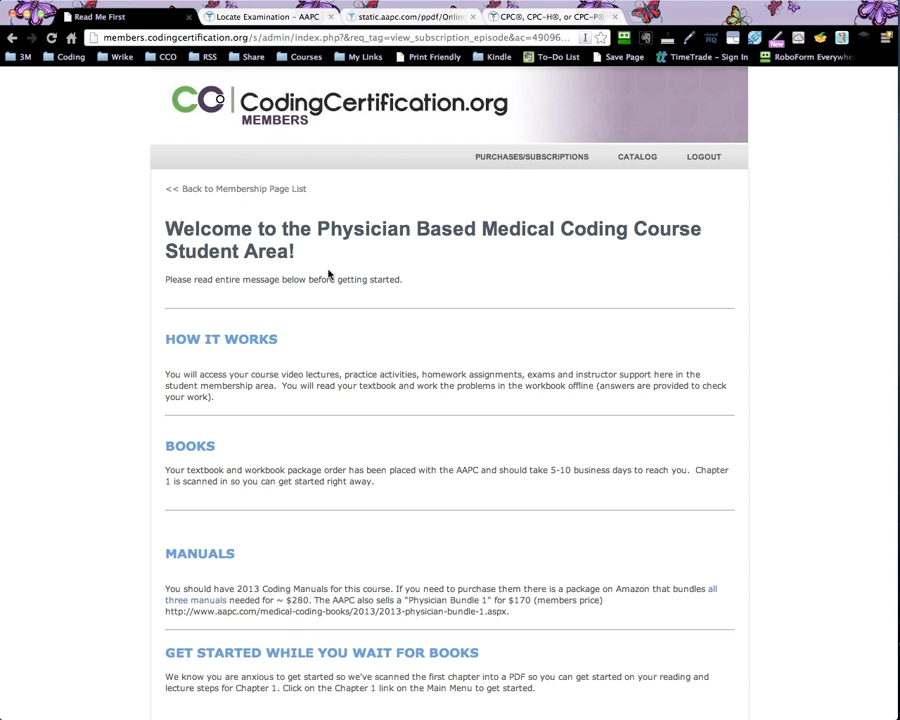 Read Me First
Locate Examination – AAPC
static.aapc.com/ppdf/Onlin
CPC®, CPC-H®, or CPC-P®
members.codingcertification.org/s/admin/index.php?&req_tag=view_subscription_episode&ac=49096...
3M Coding Wrike CCO RSS Share Courses My Links Print Friendly Kindle To-Do List Save Page TimeTrade – Sign In RoboForm Everywhe
CodingCertification.org
MEMBERS
PURCHASES/SUBSCRIPTIONS CATALOG LOGOUT
<< Back to Membership Page List
Welcome to the Physician Based Medical Coding Course
Student Area!
Please read entire message below before getting started.
HOW IT WORKS
You will access your course video lectures, practice activities, homework assignments, exams and instructor support here in the
student membership area. You will read your textbook and work the problems in the workbook offline (answers are provided to check
your work).
BOOKS
Your textbook and workbook package order has been placed with the AAPC and should take 5-10 business days to reach you. Chapter
1 is scanned in so you can get started right away.
MANUALS
You should have 2013 Coding Manuals for this course. If you need to purchase them there is a package on Amazon that bundles all
three manuals needed for ~ $280. The AAPC also sells a "Physician Bundle 1" for $170 (members price)
http://www.aapc.com/medical-coding-books/2013/2013-physician-bundle-1.aspx.
GET STARTED WHILE YOU WAIT FOR BOOKS
We know you are anxious to get started so we've scanned the first chapter into a PDF so you can get started on your reading and
lecture steps for Chapter 1. Click on the Chapter 1 link on the Main Menu to get started.